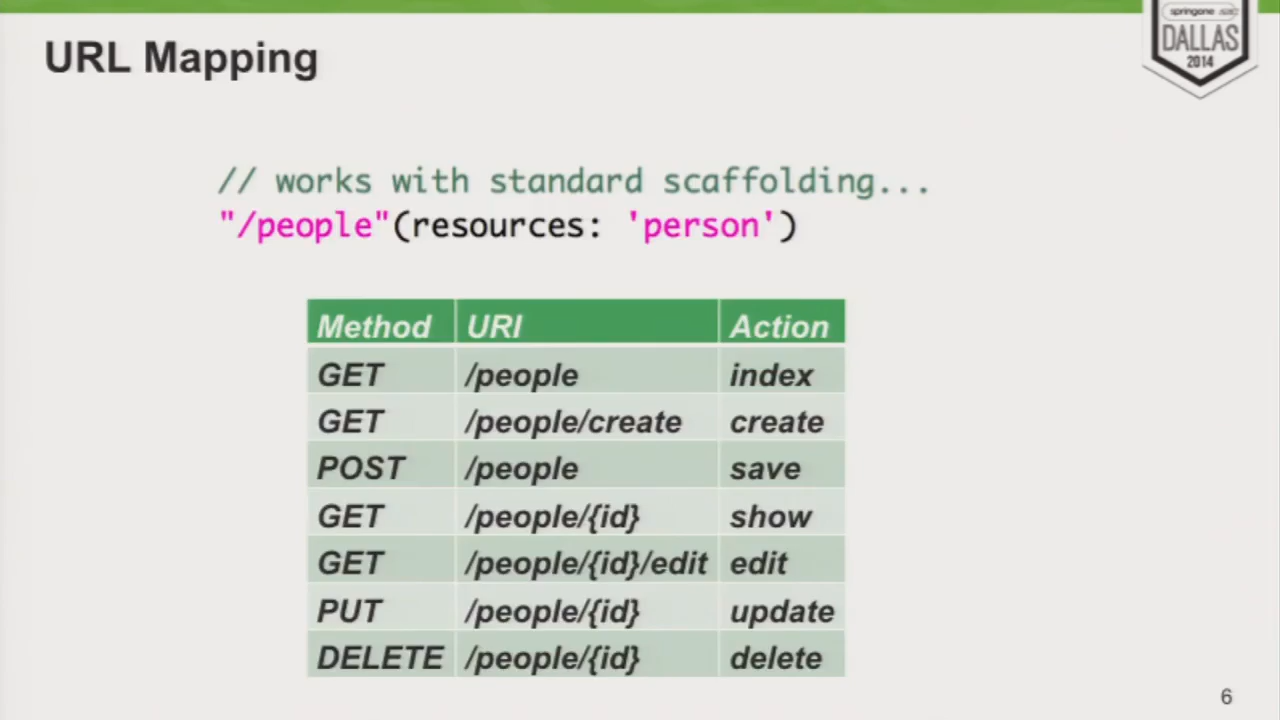 springone
DALLAS
2014
URL Mapping
// works with standard scaffolding...
"/people"(resources: 'person')
Method URI Action
GET /people index
GET /people/create create
POST /people save
GET /people/{id} show
GET /people/{id}/edit edit
PUT /people/{id} update
DELETE /people/{id} delete
6